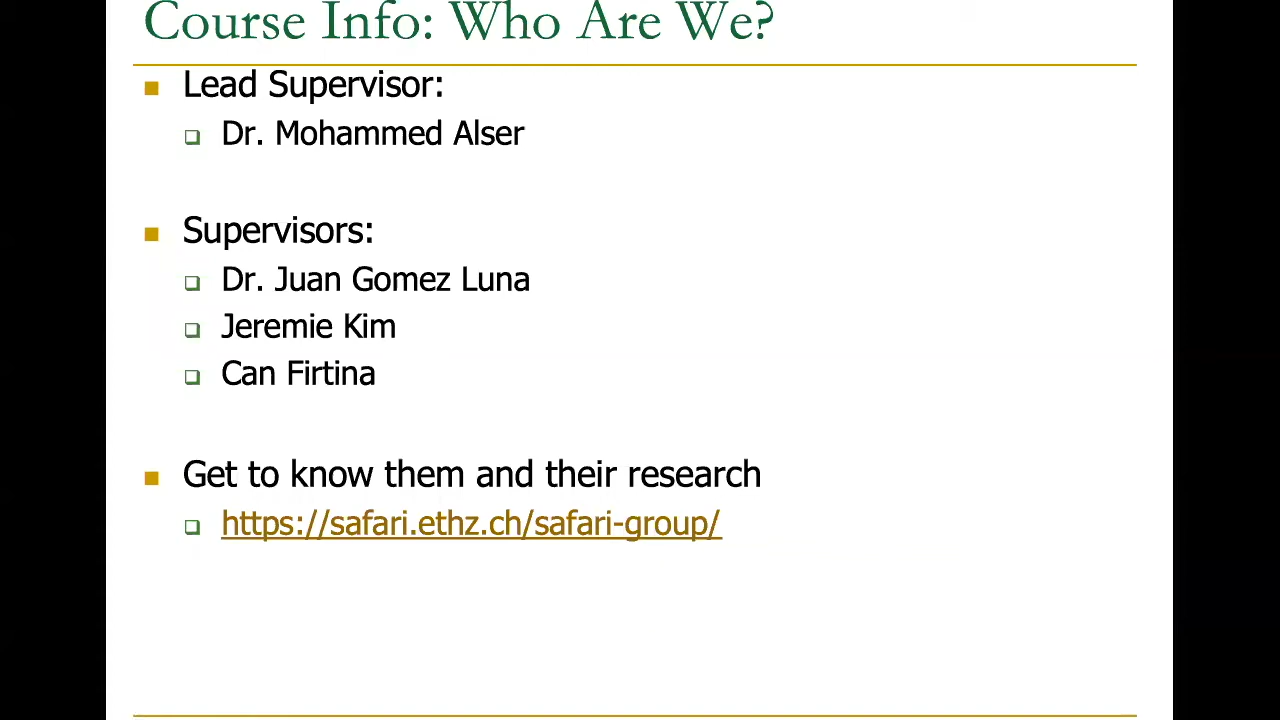 Course Info: Who Are We?
Lead Supervisor:
Dr. Mohammed Alser
Supervisors:
Dr. Juan Gomez Luna
Jeremie Kim
Can Firtina
Get to know them and their research
https://safari.ethz.ch/safari-group/